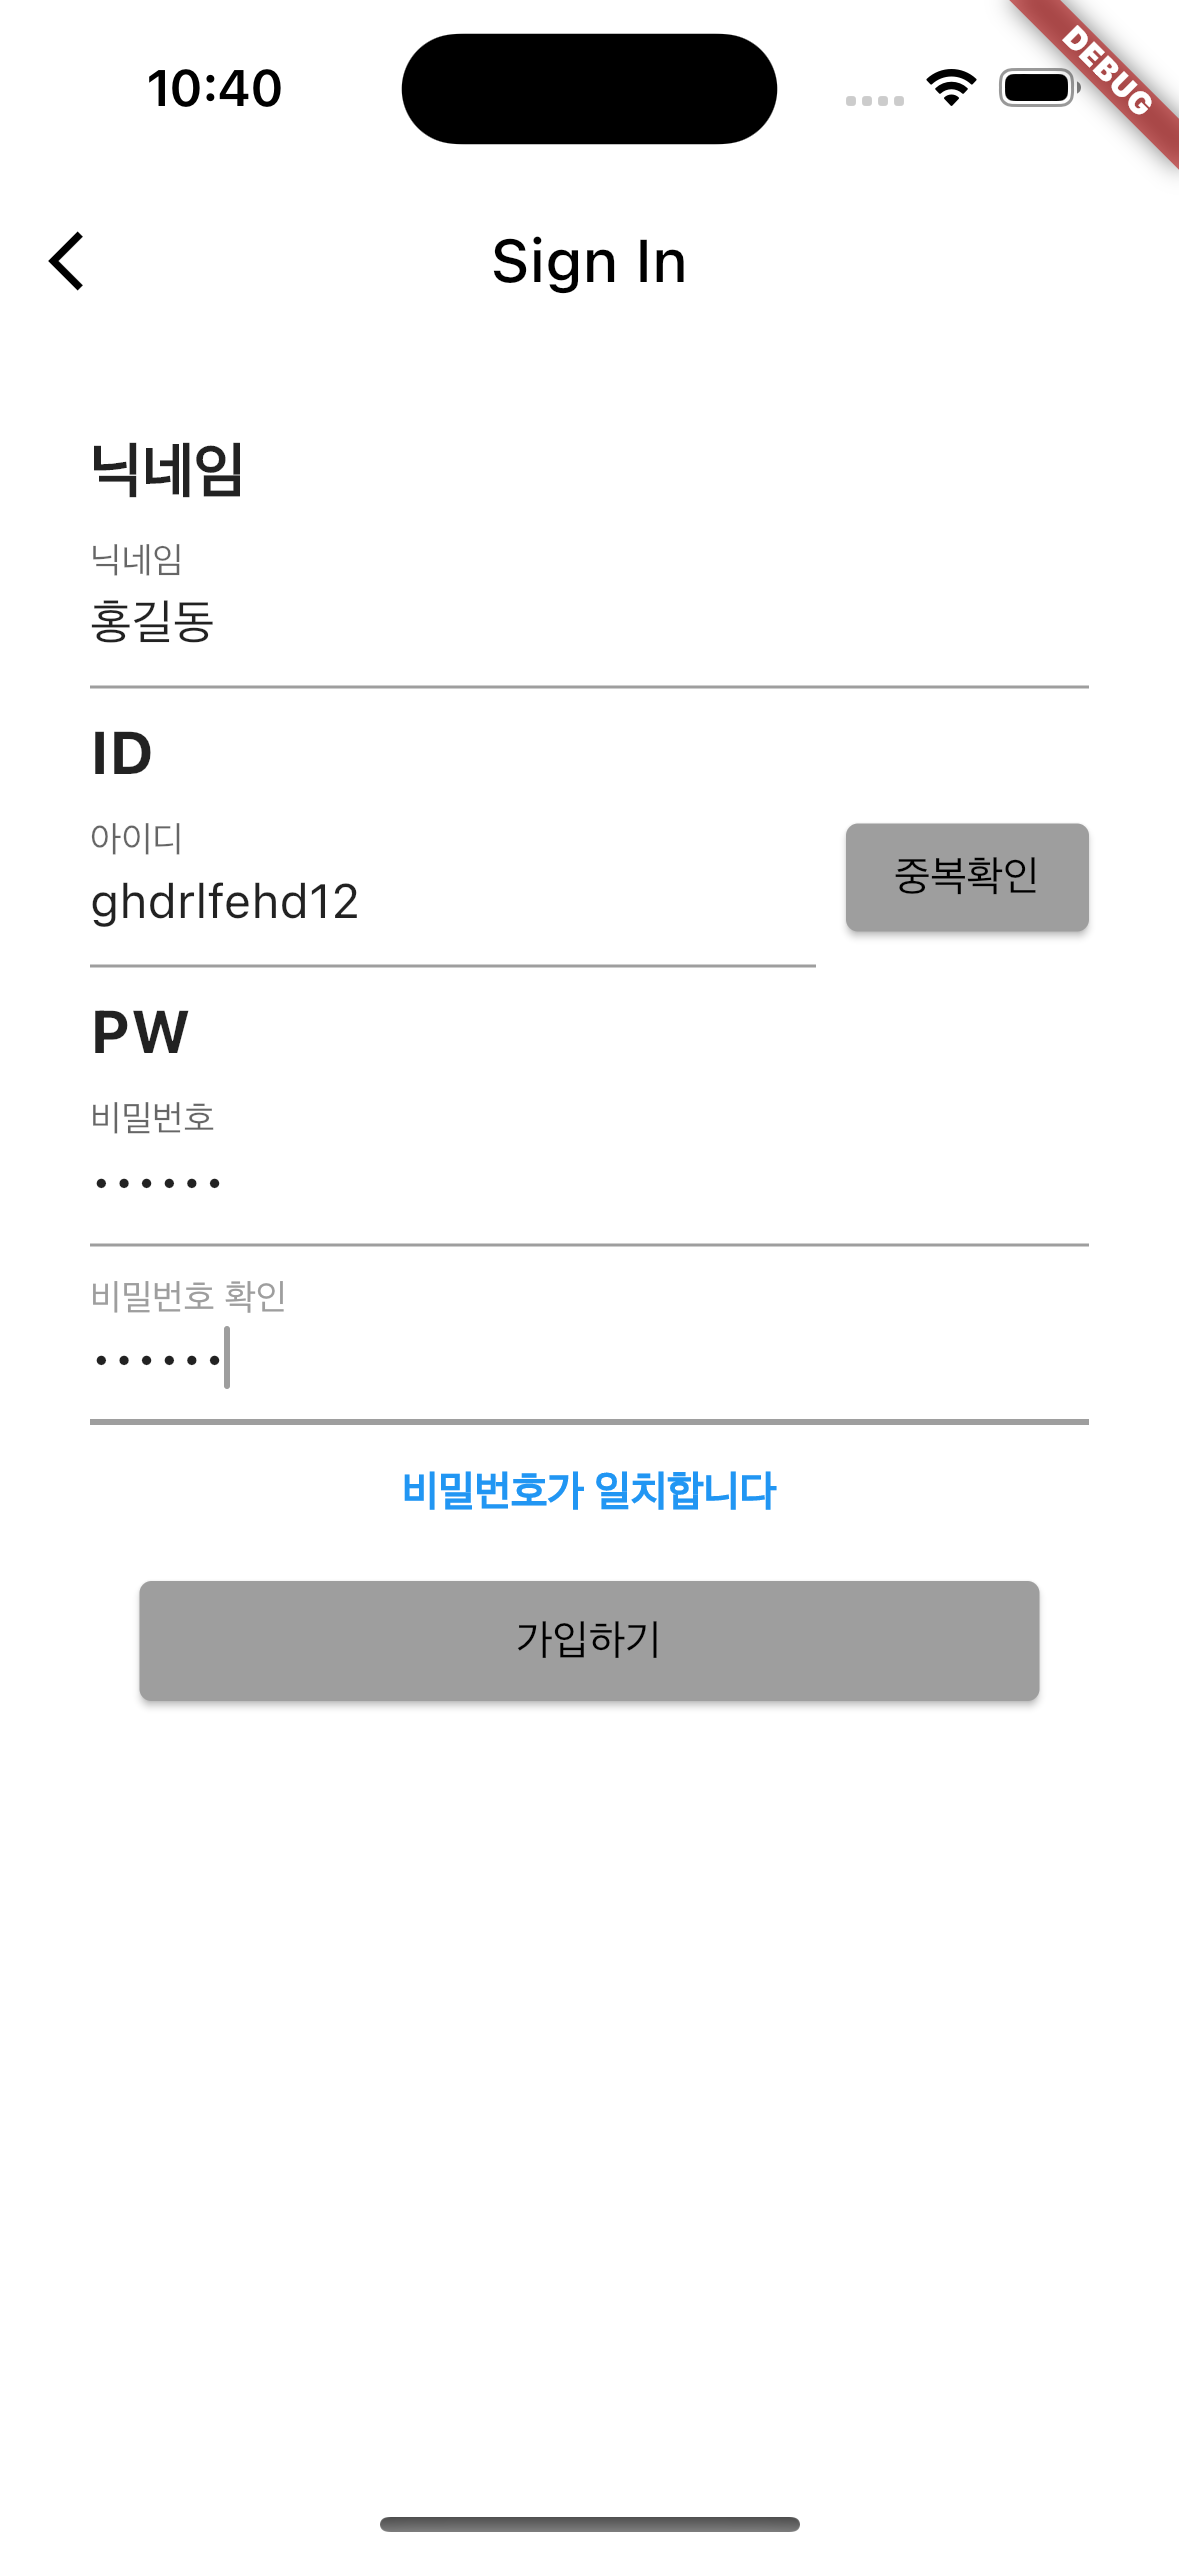 10:40
DEBUG
Sign In
닉네임
닉네임
홍길동
ID
아이디
ghdrlfehd12
중복확인
PW
비밀번호
••••••
비밀번호 확인
••••••
비밀번호가 일치합니다
가입하기